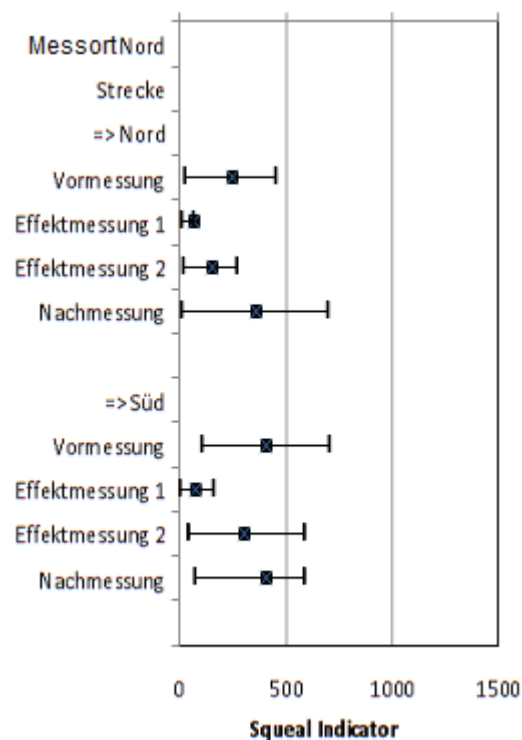 MessortNord
Strecke
=>Nord
Vormessung
Effektmessung 1
Effektmessung 2
Nachmessung
=>Süd
Vormessung
Effektmessung 1
Effektmessung 2
Nachmessung
0 500 1000 1500
Squeal Indicator